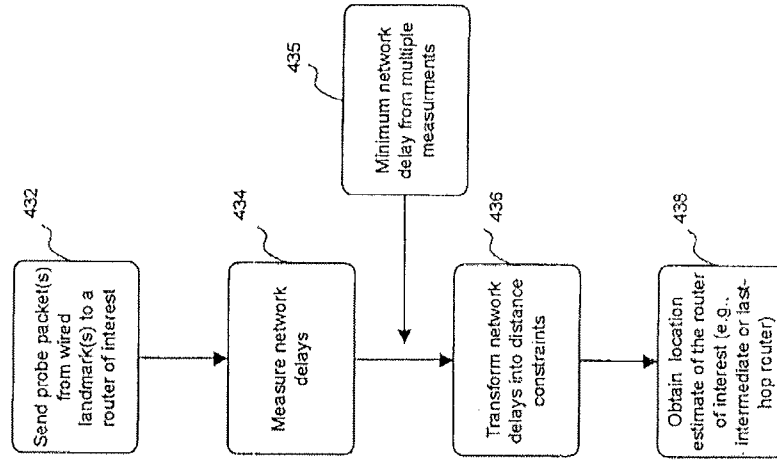 432
Send probe packet(s)
from wired
landmark(s) to a
router of interest
434
Measure network
delays
435
Minimum network
delay from multiple
measurments
436
Transform network
delays into distance
constraints
438
Obtain location
estimate of the router
of interest (e.g.,
intermediate or last-
hop router)